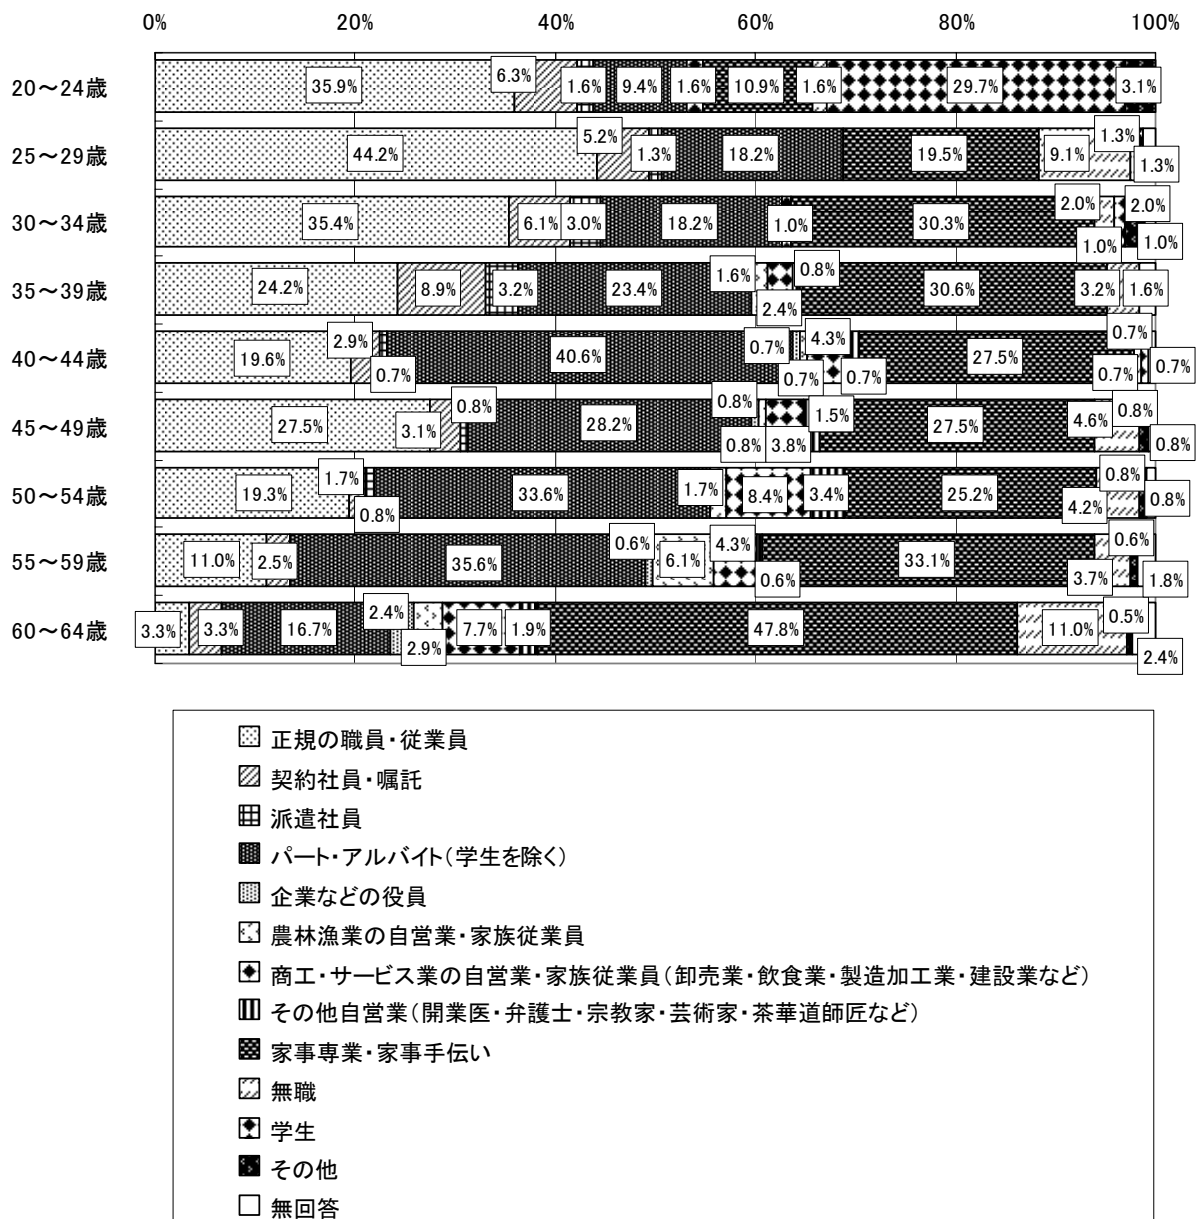 0% 20% 40% 60% 80% 100%
20～24歳 35.9% 6.3% 1.6% 9.4% 1.6% 10.9% 1.6% 29.7% 3.1%
25～29歳 44.2% 5.2% 1.3% 18.2% 19.5% 9.1% 1.3% 1.3%
30～34歳 35.4% 6.1% 3.0% 18.2% 1.0% 30.3% 2.0% 1.0% 2.0% 1.0%
35～39歳 24.2% 8.9% 3.2% 23.4% 1.6% 2.4% 0.8% 30.6% 3.2% 1.6%
40～44歳 19.6% 2.9% 0.7% 40.6% 0.7% 0.7% 4.3% 0.7% 27.5% 0.7% 0.7% 0.7%
45～49歳 27.5% 3.1% 0.8% 28.2% 0.8% 0.8% 3.8% 1.5% 27.5% 4.6% 0.8% 0.8%
50～54歳 19.3% 1.7% 0.8% 33.6% 1.7% 8.4% 3.4% 25.2% 4.2% 0.8% 0.8%
55～59歳 11.0% 2.5% 35.6% 0.6% 6.1% 4.3% 0.6% 33.1% 3.7% 0.6% 1.8%
60～64歳 3.3% 3.3% 16.7% 2.4% 2.9% 7.7% 1.9% 47.8% 11.0% 0.5% 2.4%
正規の職員・従業員
契約社員・嘱託
派遣社員
パート・アルバイト（学生を除く）
企業などの役員
農林漁業の自営業・家族従業員
商工・サービス業の自営業・家族従業員（卸売業・飲食業・製造加工業・建設業など）
その他自営業（開業医・弁護士・宗教家・芸術家・茶華道師匠など）
家事専業・家事手伝い
無職
学生
その他
無回答